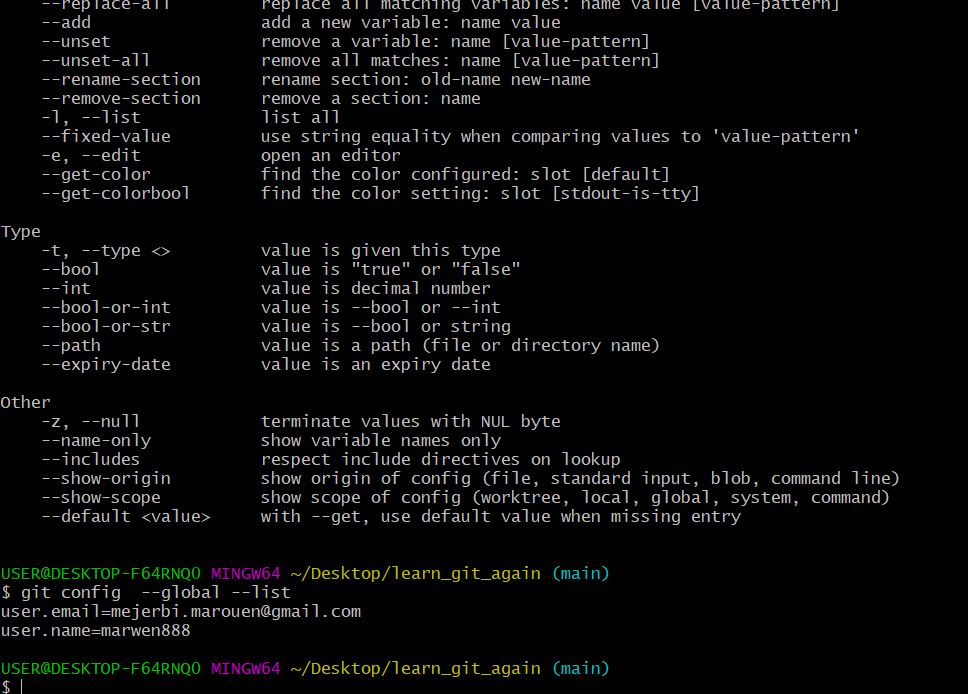 --replace-all replace all matching variables: name value [value-pattern]
--add add a new variable: name value
--unset remove a variable: name [value-pattern]
--unset-all remove all matches: name [value-pattern]
--rename-section rename section: old-name new-name
--remove-section remove a section: name
-l, --list list all
--fixed-value use string equality when comparing values to 'value-pattern'
-e, --edit open an editor
--get-color find the color configured: slot [default]
--get-colorbool find the color setting: slot [stdout-is-tty]
Type
-t, --type <> value is given this type
--bool value is "true" or "false"
--int value is decimal number
--bool-or-int value is --bool or --int
--bool-or-str value is --bool or string
--path value is a path (file or directory name)
--expiry-date value is an expiry date
Other
-z, --null terminate values with NUL byte
--name-only show variable names only
--includes respect include directives on lookup
--show-origin show origin of config (file, standard input, blob, command line)
--show-scope show scope of config (worktree, local, global, system, command)
--default <value> with --get, use default value when missing entry
USER@DESKTOP-F64RNQO MINGW64 ~/Desktop/learn_git_again (main)
$ git config  --global --list
user.email=mejerbi.marouen@gmail.com
user.name=marwen888
USER@DESKTOP-F64RNQO MINGW64 ~/Desktop/learn_git_again (main)
$